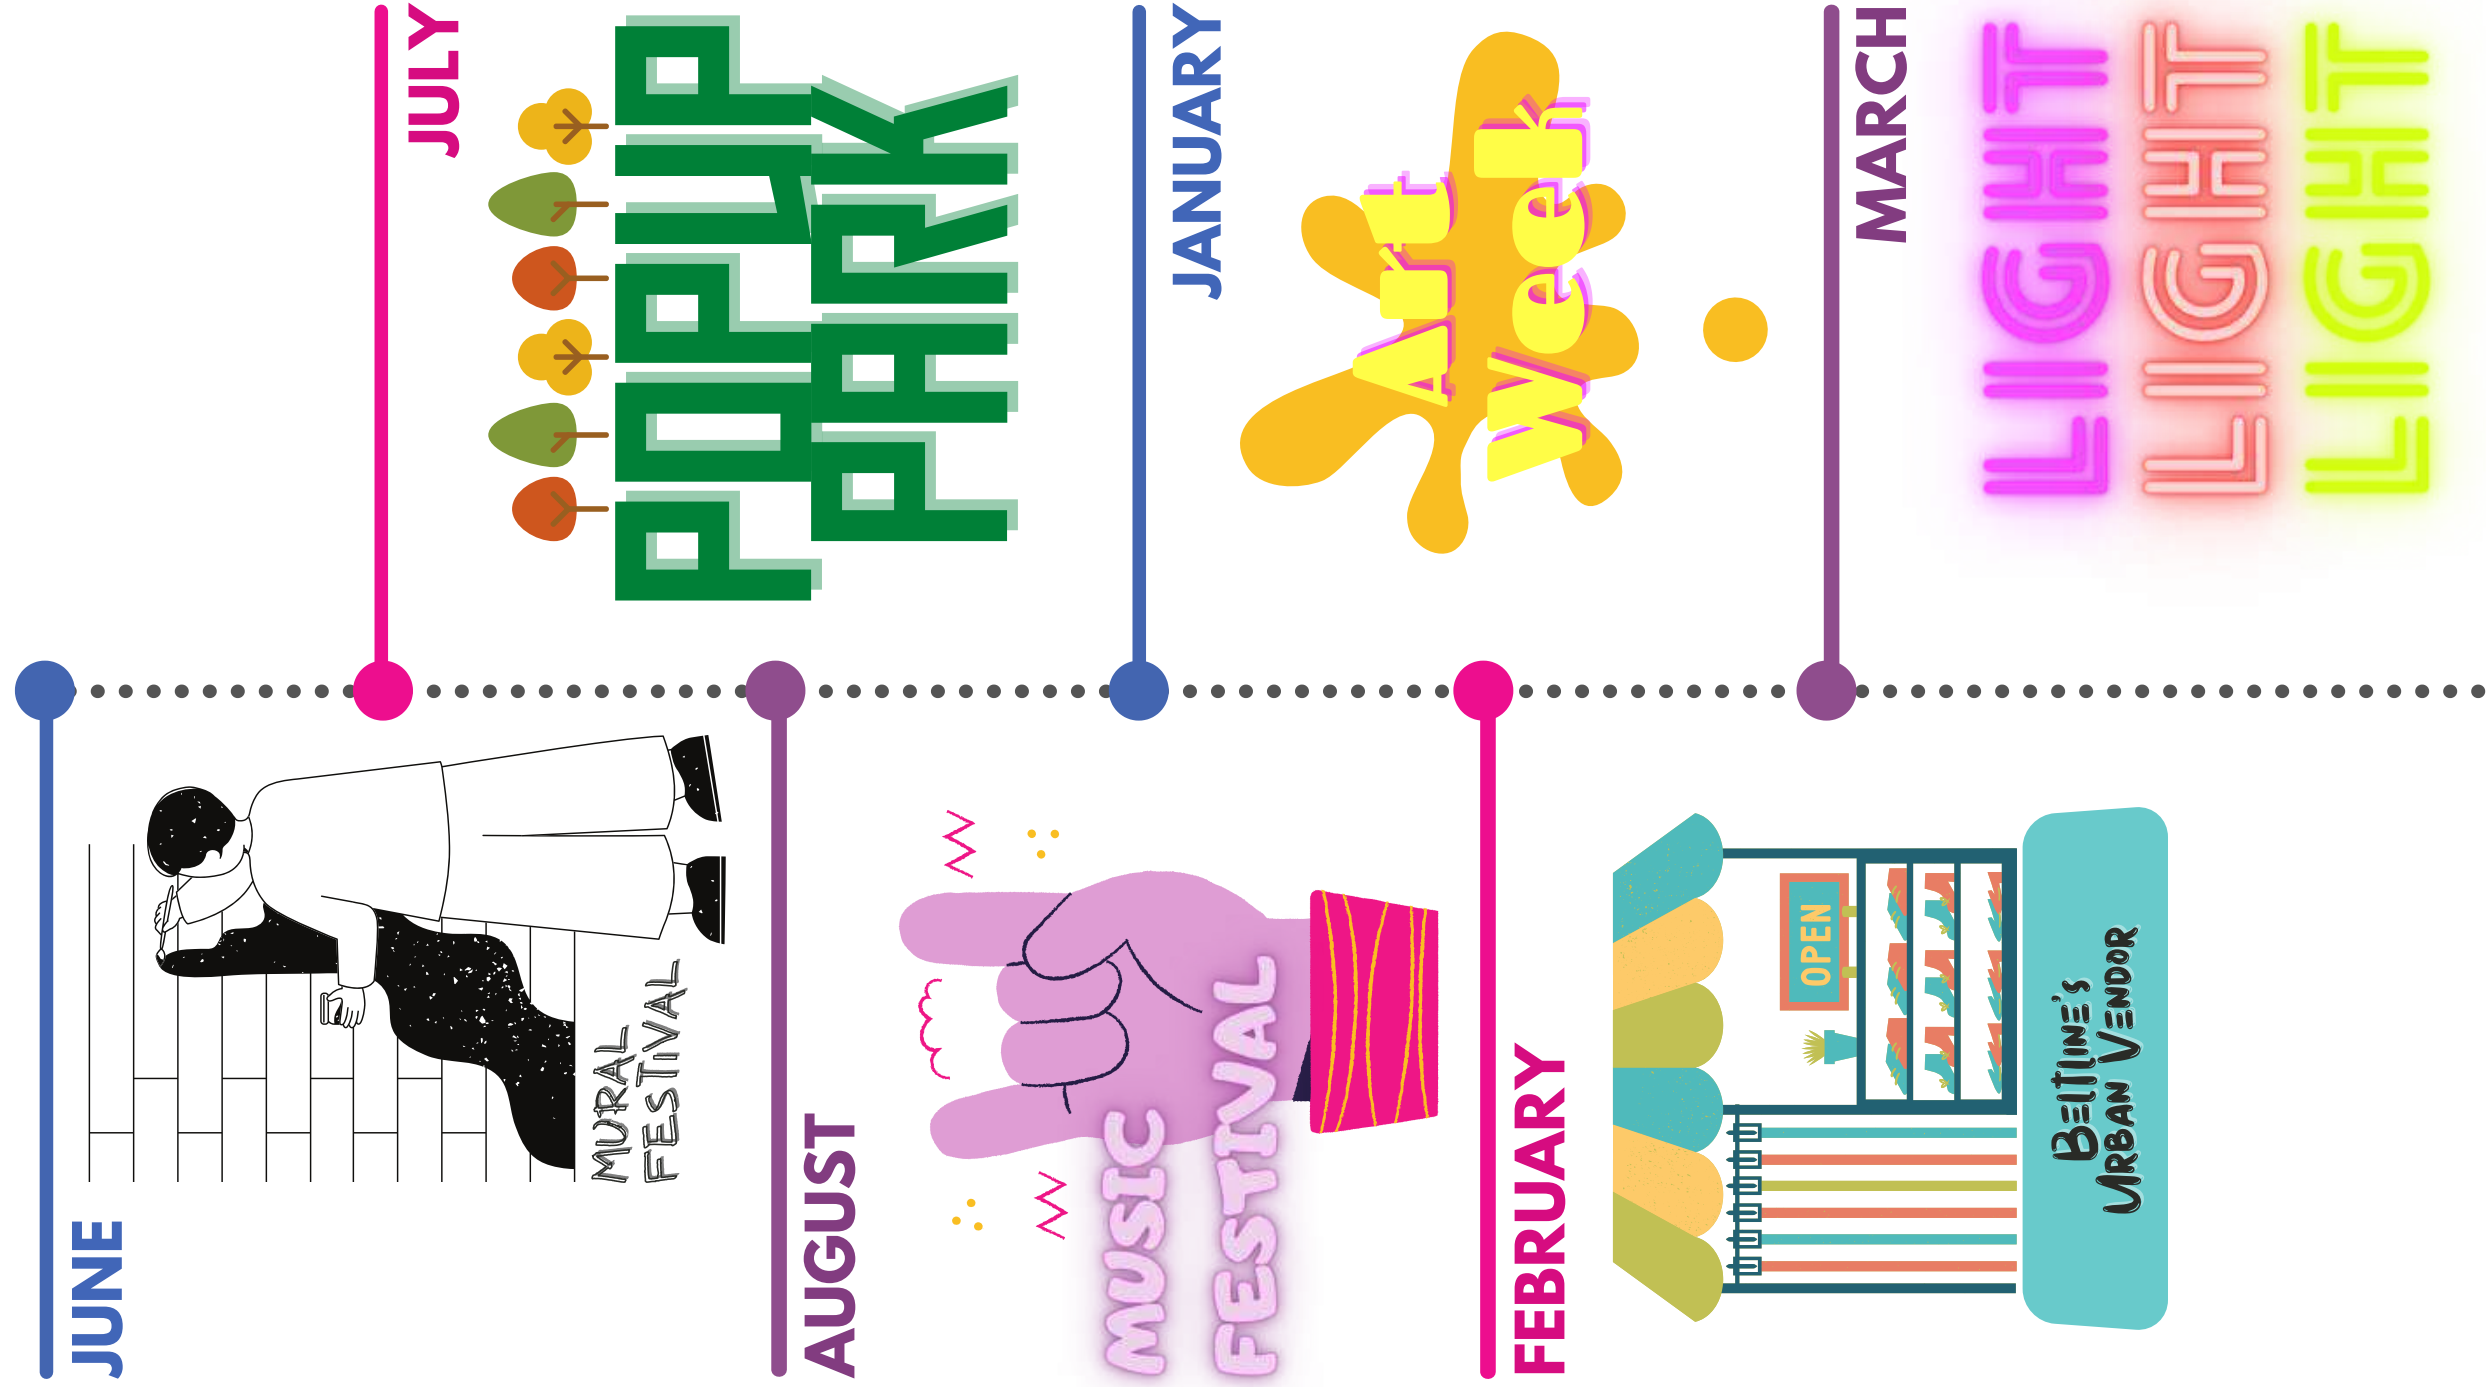 JUNE
MURAL
FESTIVAL
JULY
POPUP
PARK
AUGUST
MUSIC
FESTIVAL
JANUARY
Art
Week
FEBRUARY
OPEN
BELTLINE'S
URBAN VENDOR
MARCH
LIGHT
LIGHT
LIGHT